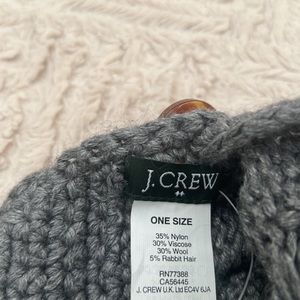 J.CREW
ONE SIZE
35% Nylon
30% Viscose
30% Wool
5% Rabbit Hair
RN77388
CA56445
J. CREW U.K. Ltd EC4V 6JA